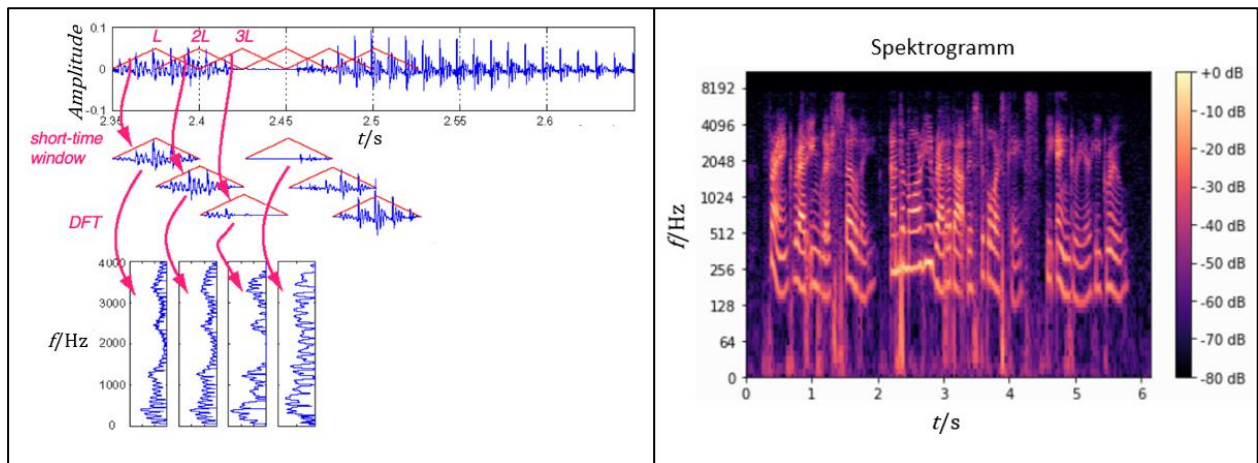 0.1
0
-0.1
Amplitude
L 2L 3L
2.36 2.4 2.45 2.5 2.55 2.6
t/s
short-time
window
DFT
4000
3000
2000
1000
0
f/Hz
Spektrogramm
8192
4096
2048
1024
512
256
128
64
0
f/Hz
0 1 2 3 4 5 6
t/s
+0 dB
-10 dB
-20 dB
-30 dB
-40 dB
-50 dB
-60 dB
-70 dB
-80 dB